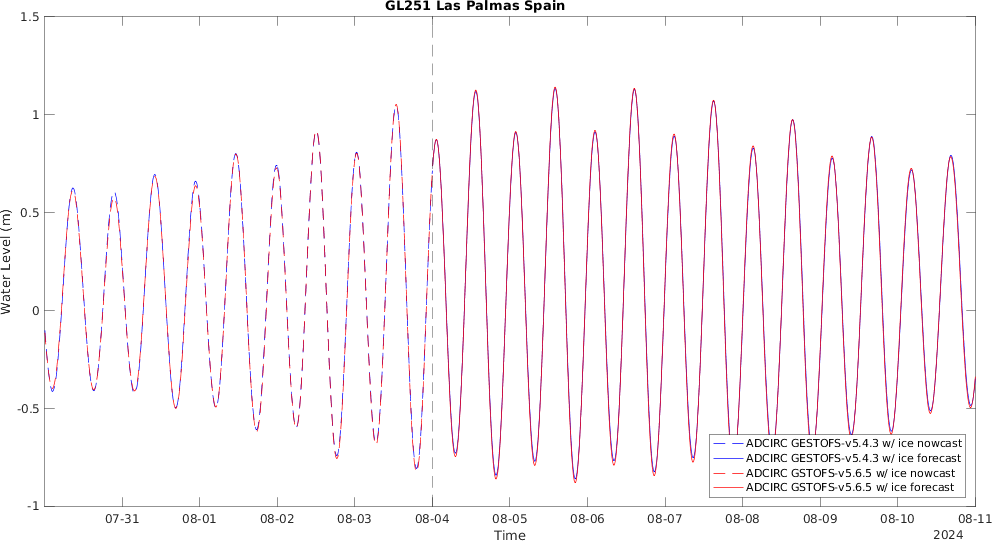 GL251 Las Palmas Spain
1.5
1
0.5
0
-0.5
-1
Water Level (m)
ADCIRC GESTOFS-v5.4.3 w/ ice nowcast
ADCIRC GESTOFS-v5.4.3 w/ ice forecast
ADCIRC GSTOFS-v5.6.5 w/ ice nowcast
ADCIRC GSTOFS-v5.6.5 w/ ice forecast
07-31 08-01 08-02 08-03 08-04 08-05 08-06 08-07 08-08 08-09 08-10 08-11
Time
2024